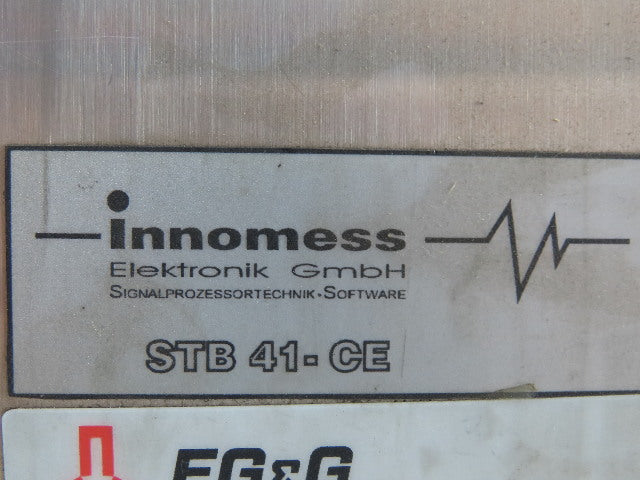 innomess
Elektronik GmbH
SIGNALPROZESSORTECHNIK·SOFTWARE
STB 41-CE
EG&G